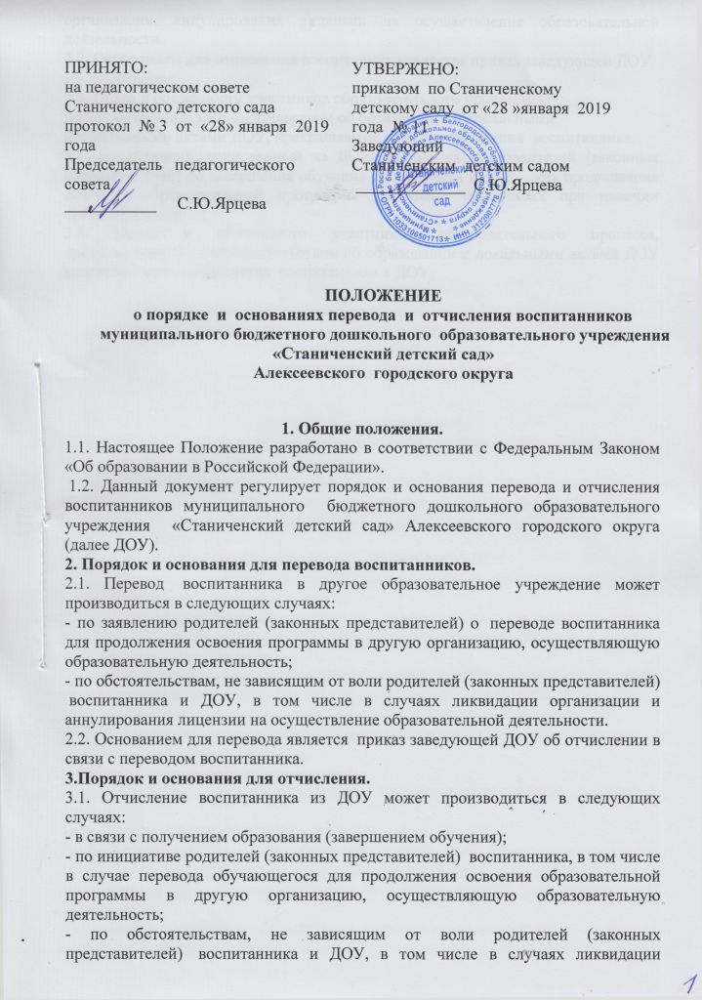 ПРИНЯТО:
на педагогическом совете
Станиченского детского сада
протокол № 3 от «28» января 2019
года
Председатель педагогического
совета
С.Ю.Ярцева
УТВЕРЖЕНО:
приказом по Станиченскому
детскому саду от «28 »января 2019
года №
Заведующий
Станиченским детским садом
С.Ю.Ярцева
Станиченский
детский
сад
ПОЛОЖЕНИЕ
о порядке и основаниях перевода и отчисления воспитанников
муниципального бюджетного дошкольного образовательного учреждения
«Станиченский детский сад»
Алексеевского городского округа
1. Общие положения.
1.1. Настоящее Положение разработано в соответствии с Федеральным Законом
«Об образовании в Российской Федерации».
1.2. Данный документ регулирует порядок и основания перевода и отчисления
воспитанников муниципального бюджетного дошкольного образовательного
учреждения «Станиченский детский сад» Алексеевского городского округа
(далее ДОУ).
2. Порядок и основания для перевода воспитанников.
2.1. Перевод воспитанника в другое образовательное учреждение может
производиться в следующих случаях:
- по заявлению родителей (законных представителей) о переводе воспитанника
для продолжения освоения программы в другую организацию, осуществляющую
образовательную деятельность;
- по обстоятельствам, не зависящим от воли родителей (законных представителей)
воспитанника и ДОУ, в том числе в случаях ликвидации организации и
аннулирования лицензии на осуществление образовательной деятельности.
2.2. Основанием для перевода является приказ заведующей ДОУ об отчислении в
связи с переводом воспитанника.
3.Порядок и основания для отчисления.
3.1. Отчисление воспитанника из ДОУ может производиться в следующих
случаях:
- в связи с получением образования (завершением обучения);
- по инициативе родителей (законных представителей) воспитанника, в том числе
в случае перевода обучающегося для продолжения освоения образовательной
программы в другую организацию, осуществляющую образовательную
деятельность;
- по обстоятельствам, не зависящим от воли родителей (законных
представителей) воспитанника и ДОУ, в том числе в случаях ликвидации
1